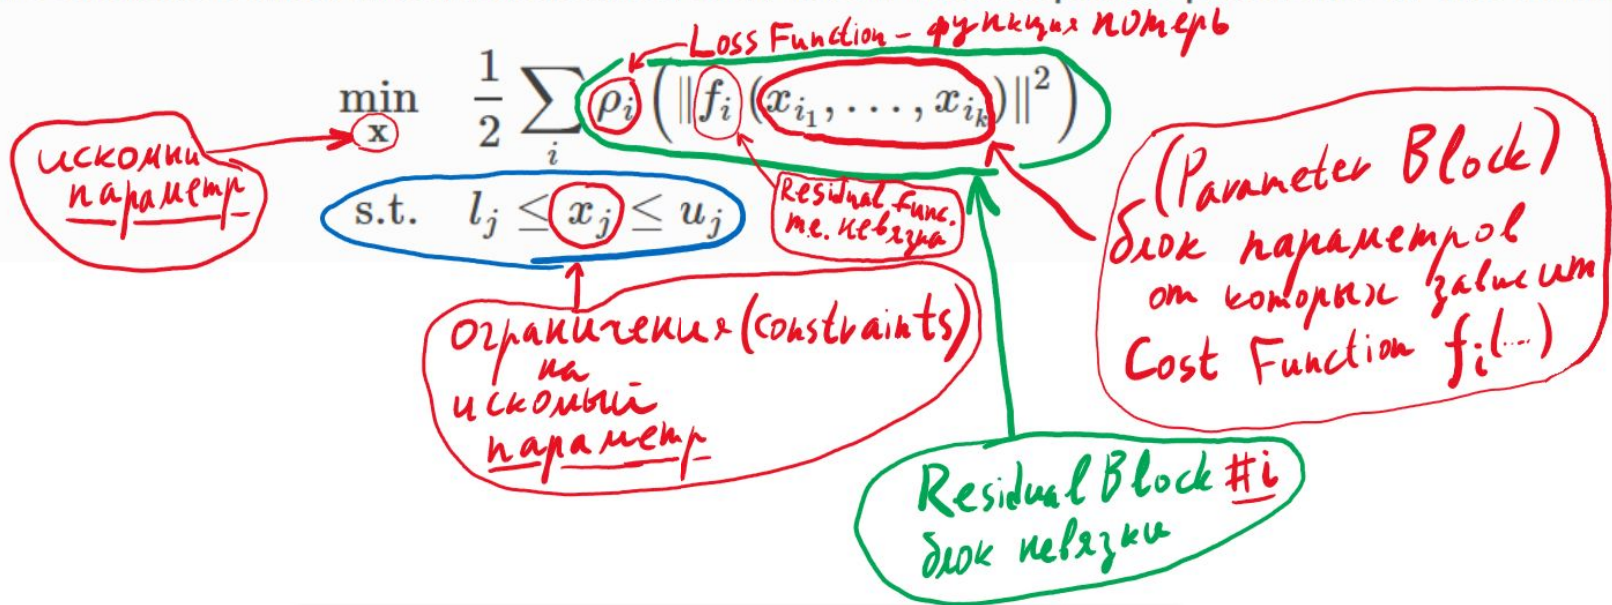 Loss Function - функция потерь
min x 1/2 ∑ i ρi ( ‖ fi (xi1, . . . , xik)‖² )
s.t. lj ≤ xj ≤ uj
искомый
параметр
Residual Func.
т.е. невязка
(Parameter Block)
блок параметров
от которых зависит
Cost Function fi(...)
ограничения (constraints)
на
искомый
параметр
Residual Block #i
блок невязки